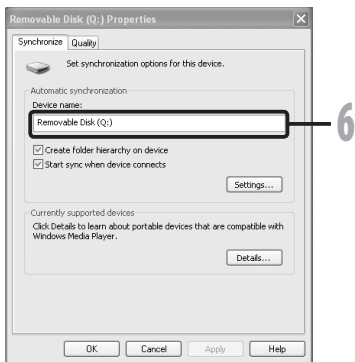 Removable Disk (Q:) Properties
Synchronize Quality
Set synchronization options for this device.
Automatic synchronization
Device name:
Removable Disk (Q:)
6
Create folder hierarchy on device
Start sync when device connects
Settings...
Currently supported devices
Click Details to learn about portable devices that are compatible with
Windows Media Player.
Details...
OK Cancel Apply Help